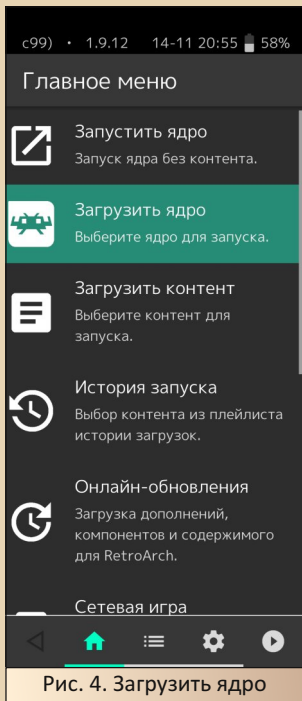 c99) • 1.9.12 14-11 20:55 58%
Главное меню
Запустить ядро
Запуск ядра без контента.
Загрузить ядро
Выберите ядро для запуска.
Загрузить контент
Выберите контент для
запуска.
История запуска
Выбор контента из плейлиста
истории загрузок.
Онлайн-обновления
Загрузка дополнений,
компонентов и содержимого
для RetroArch.
Сетевая игра
Рис. 4. Загрузить ядро